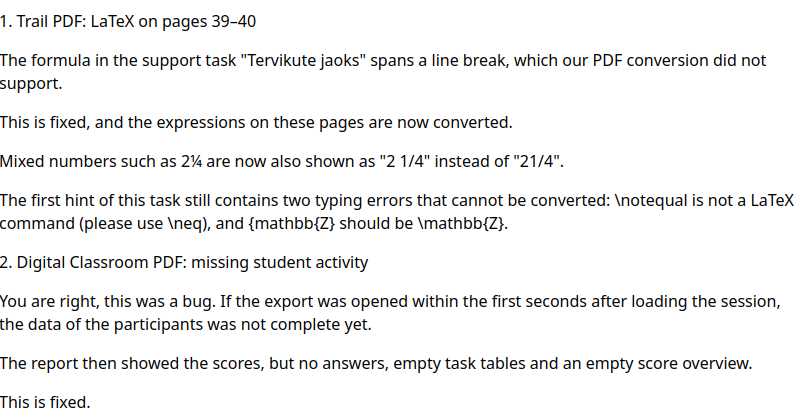 1. Trail PDF: LaTeX on pages 39–40
The formula in the support task "Tervikute jaoks" spans a line break, which our PDF conversion did not
support.
This is fixed, and the expressions on these pages are now converted.
Mixed numbers such as 2¼ are now also shown as "2 1/4" instead of "21/4".
The first hint of this task still contains two typing errors that cannot be converted: \notequal is not a LaTeX
command (please use \neq), and {mathbb{Z} should be \mathbb{Z}.
2. Digital Classroom PDF: missing student activity
You are right, this was a bug. If the export was opened within the first seconds after loading the session,
the data of the participants was not complete yet.
The report then showed the scores, but no answers, empty task tables and an empty score overview.
This is fixed.